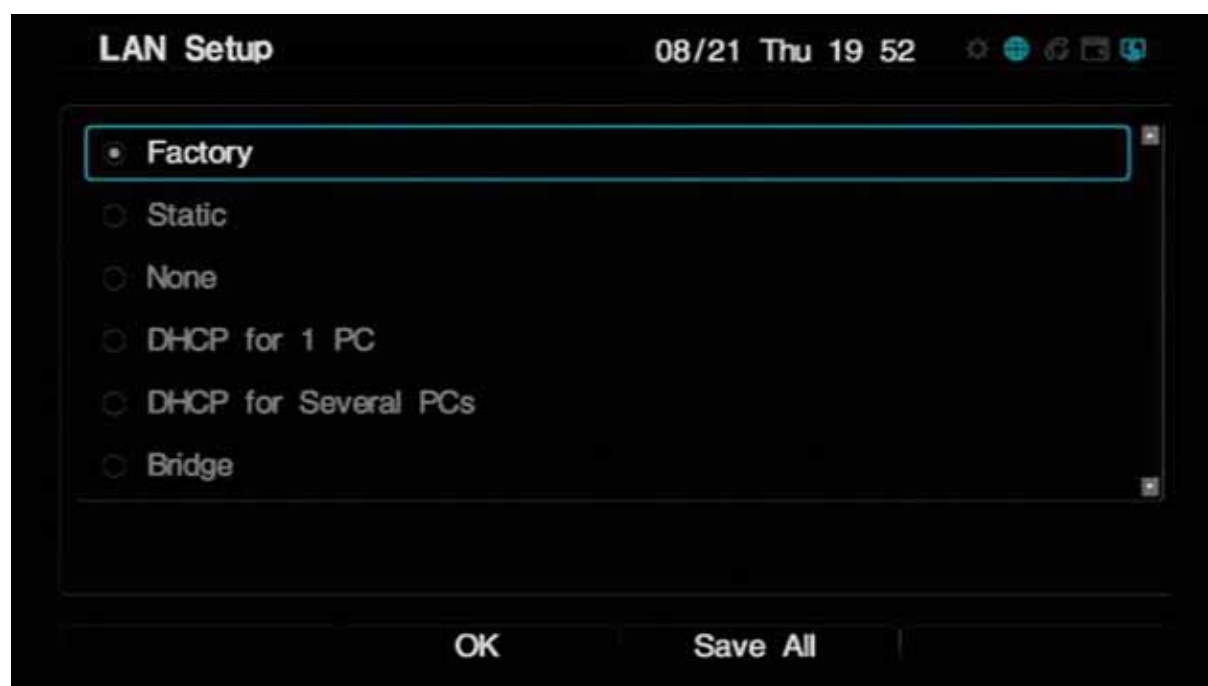 LAN Setup 08/21 Thu 19 52
Factory
Static
None
DHCP for 1 PC
DHCP for Several PCs
Bridge
OK Save All